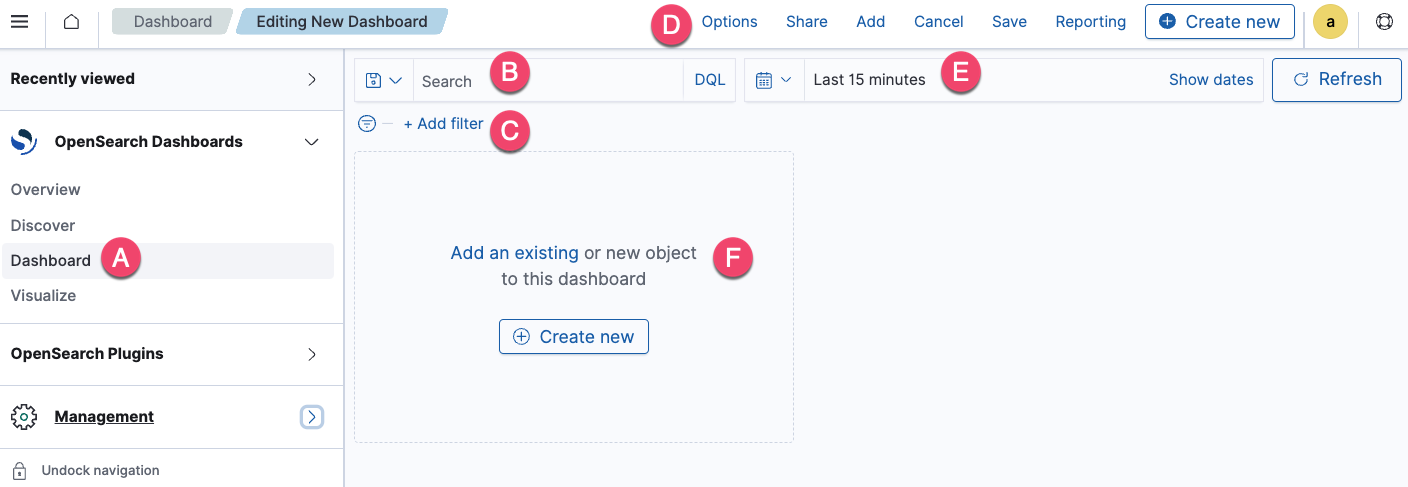 Dashboard Editing New Dashboard D Options Share Add Cancel Save Reporting Create new a
Recently viewed
Search B DQL Last 15 minutes E Show dates Refresh
+ Add filter C
OpenSearch Dashboards
Overview
Discover
Dashboard A
Visualize
OpenSearch Plugins
Management
Undock navigation
Add an existing or new object F
to this dashboard
Create new